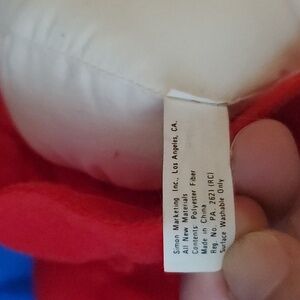 Simon Marketing Inc., Los Angeles, CA.
All New Materials
Contents Polyester Fiber
Made in China
Reg. No. PA. 2621 (RC)
Surface Washable Only